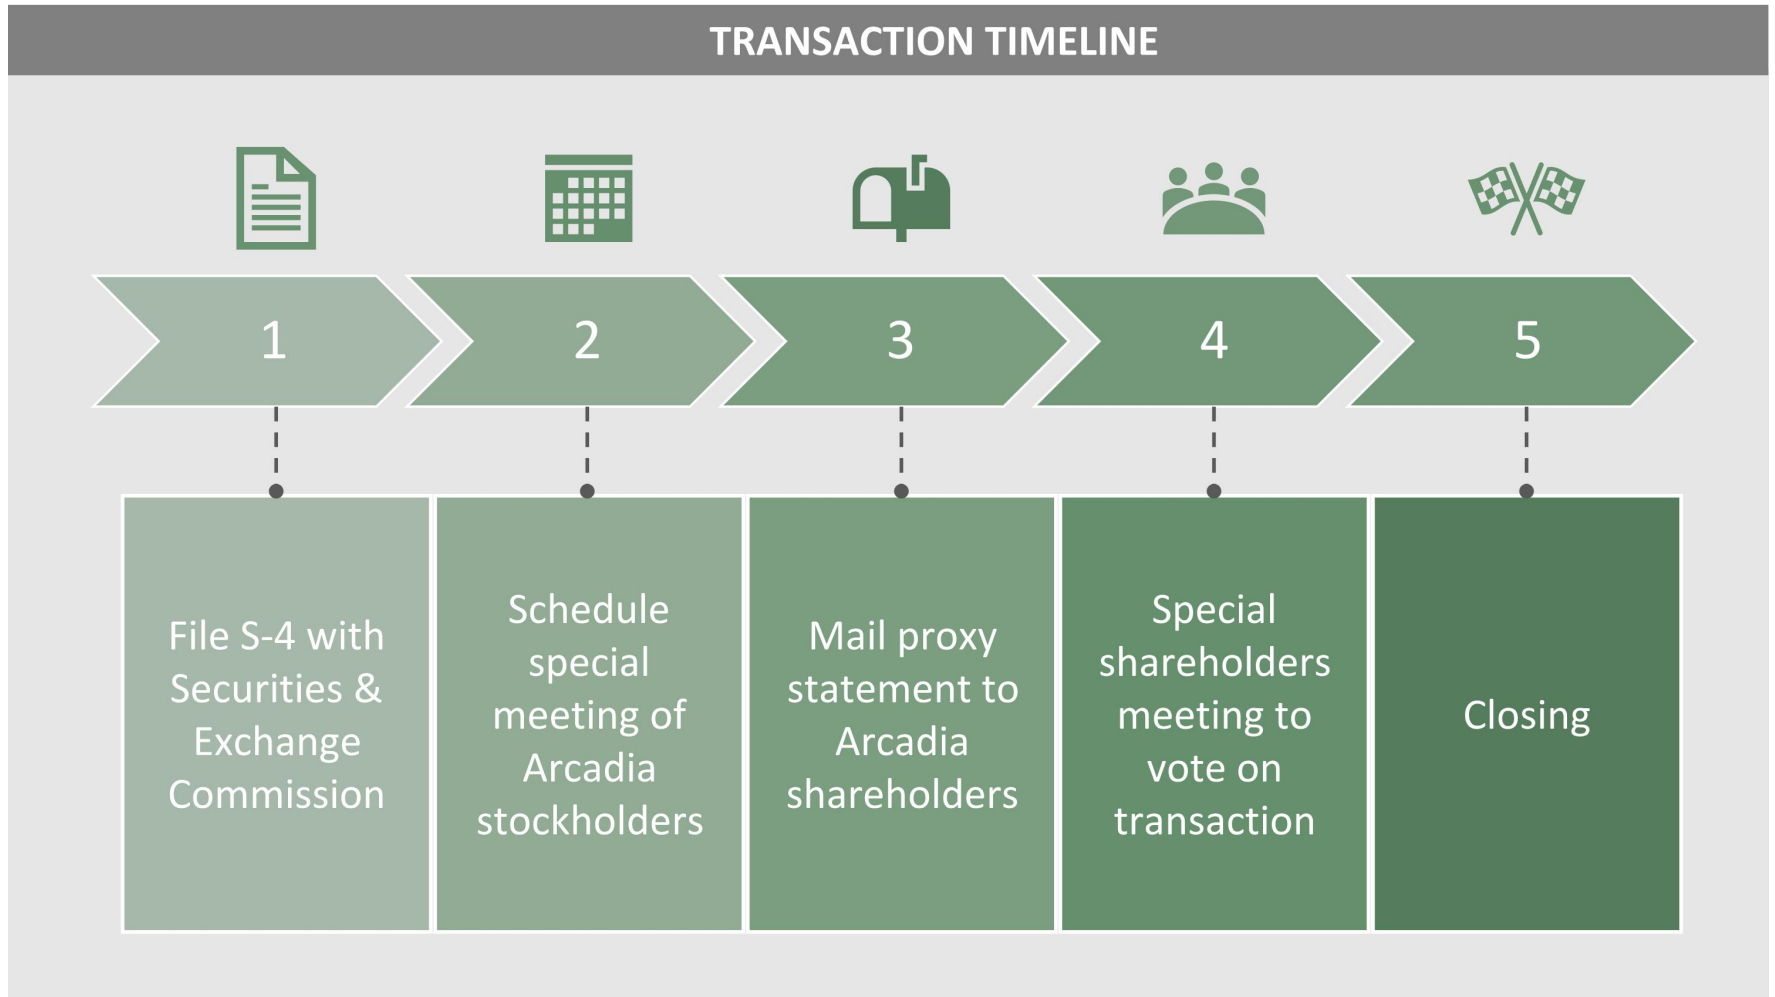 TRANSACTION TIMELINE
1
2
3
4
5
File S-4 with
Securities &
Exchange
Commission
Schedule
special
meeting of
Arcadia
stockholders
Mail proxy
statement to
Arcadia
shareholders
Special
shareholders
meeting to
vote on
transaction
Closing